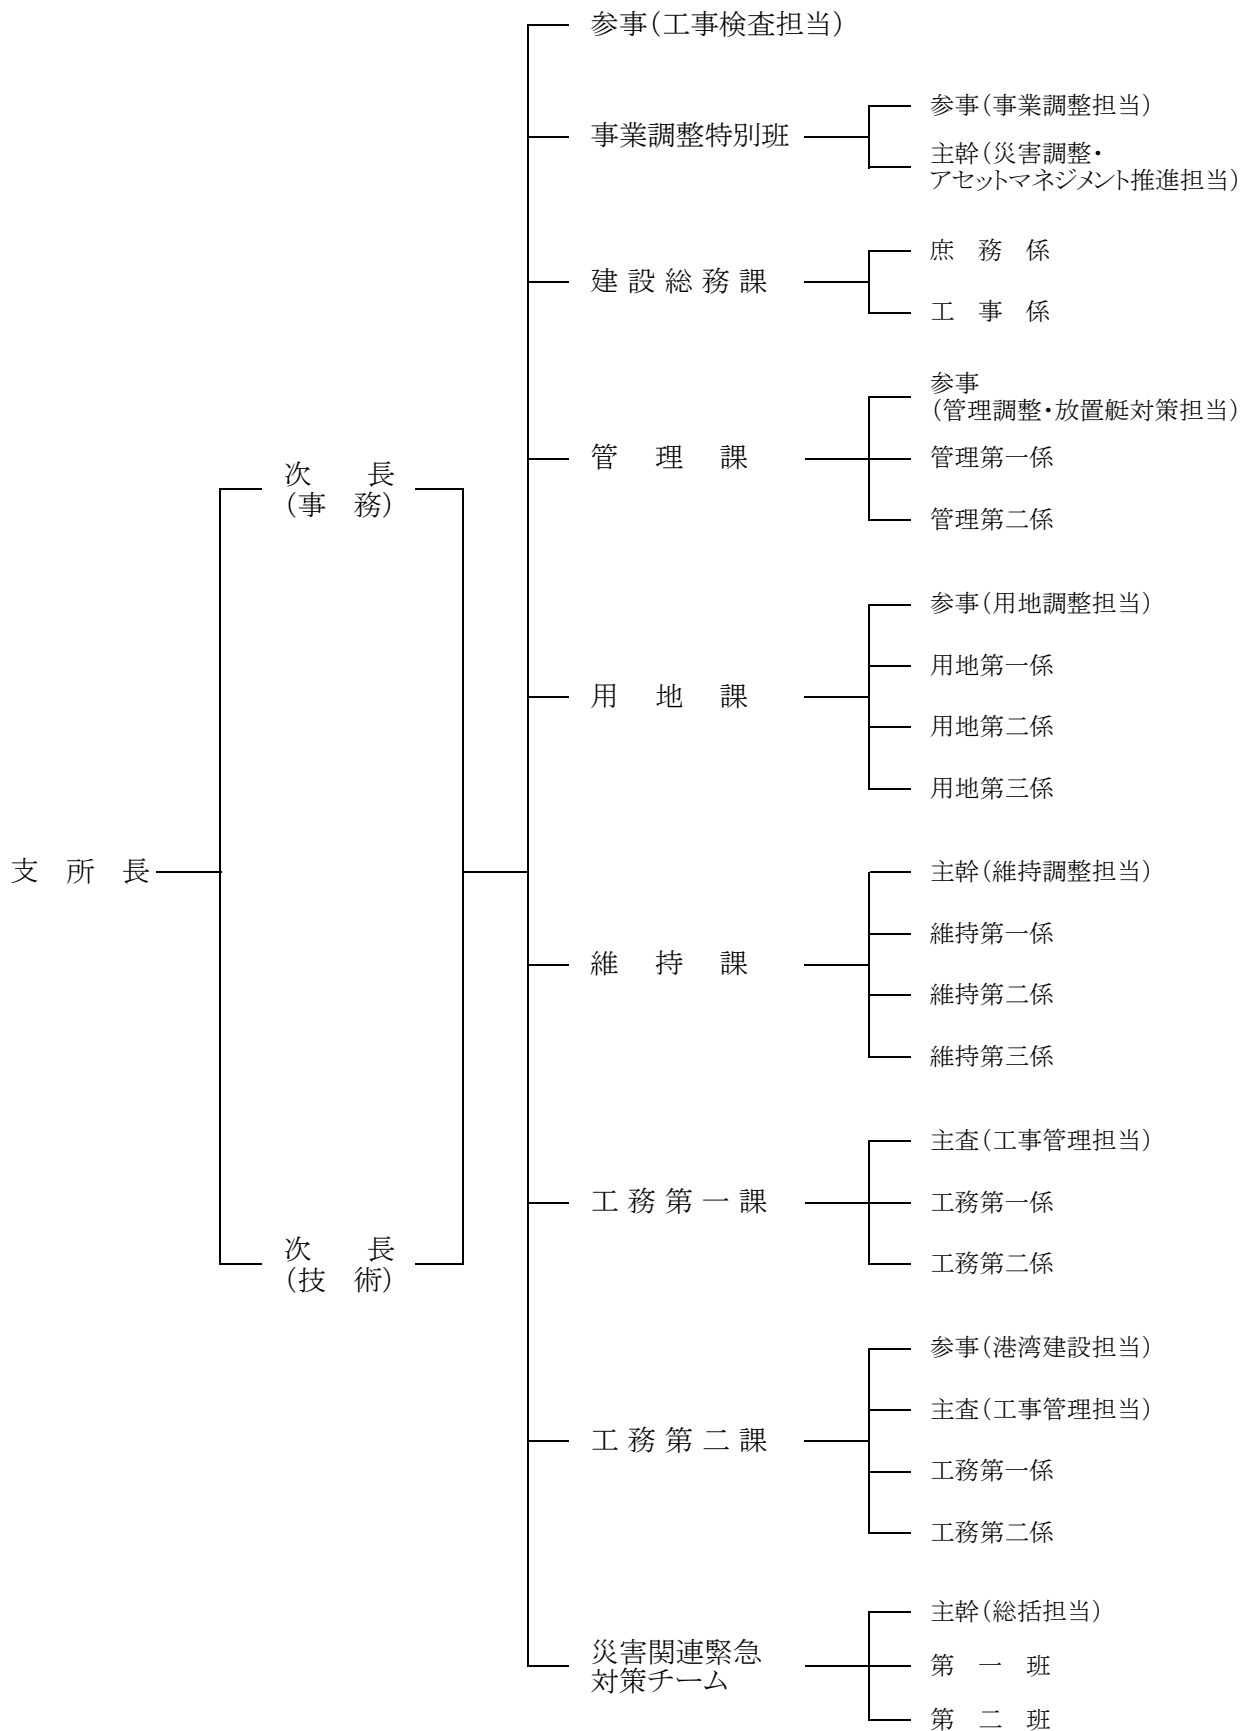 支所長
次長
(事務)
次長
(技術)
参事(工事検査担当)
事業調整特別班
参事(事業調整担当)
主幹(災害調整・
アセットマネジメント推進担当)
建設総務課
庶務係
工事係
管理課
参事
(管理調整・放置艇対策担当)
管理第一係
管理第二係
用地課
参事(用地調整担当)
用地第一係
用地第二係
用地第三係
維持課
主幹(維持調整担当)
維持第一係
維持第二係
維持第三係
工務第一課
主査(工事管理担当)
工務第一係
工務第二係
工務第二課
参事(港湾建設担当)
主査(工事管理担当)
工務第一係
工務第二係
災害関連緊急
対策チーム
主幹(総括担当)
第一班
第二班